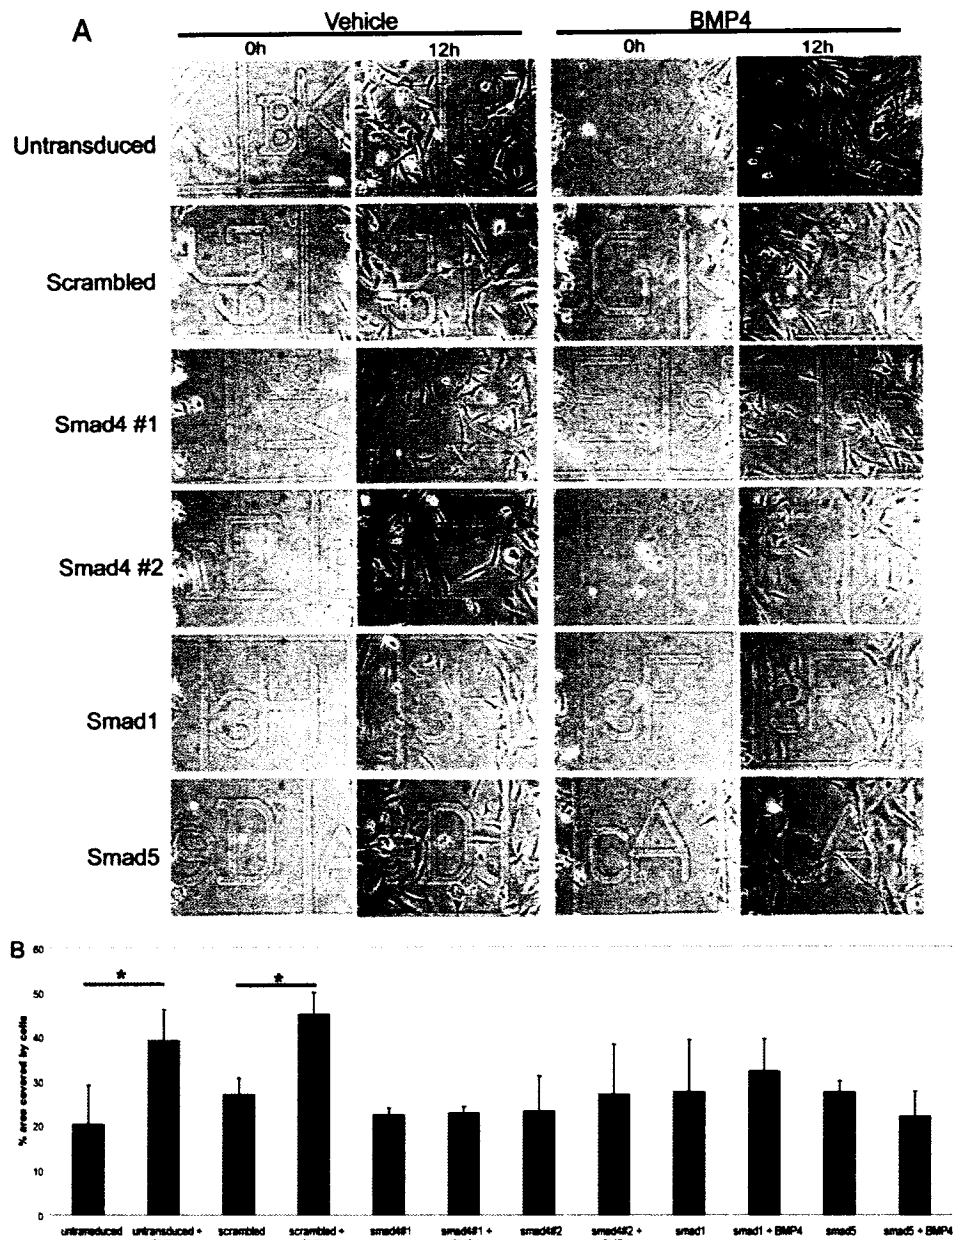 A
Vehicle
BMP4
0h
12h
0h
12h
Untransduced
Scrambled
Smad4 #1
Smad4 #2
Smad1
Smad5
B
% area covered by cells
60
50
40
30
20
10
0
*
*
untransduced
untransduced +
scrambled
scrambled +
smad4#1
smad4#1 +
smad4#2
smad4#2 +
smad1
smad1 + BMP4
smad5
smad5 + BMP4